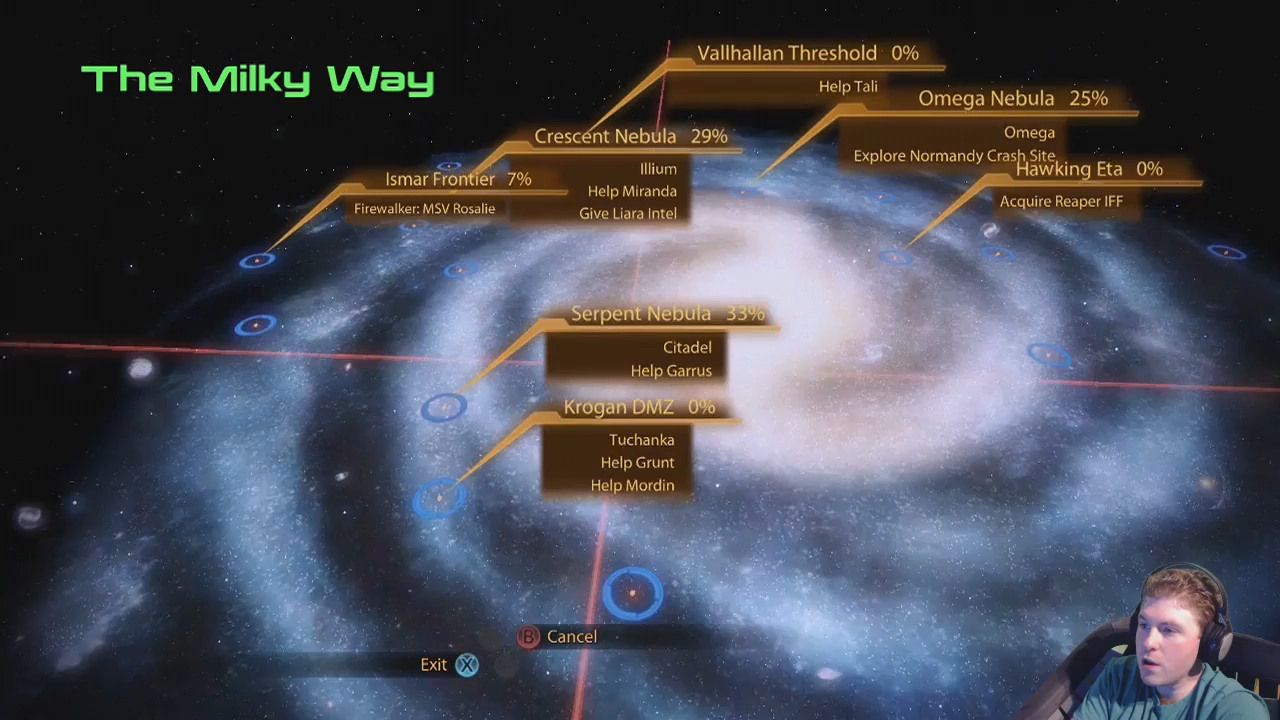 The Milky Way
Vallhallan Threshold 0%
Help Tali
Omega Nebula 25%
Omega
Explore Normandy Crash Site
Crescent Nebula 29%
Illium
Help Miranda
Give Liara Intel
Hawking Eta 0%
Acquire Reaper IFF
Ismar Frontier 7%
Firewalker: MSV Rosalie
Serpent Nebula 33%
Citadel
Help Garrus
Krogan DMZ 0%
Tuchanka
Help Grunt
Help Mordin
B Cancel
Exit X